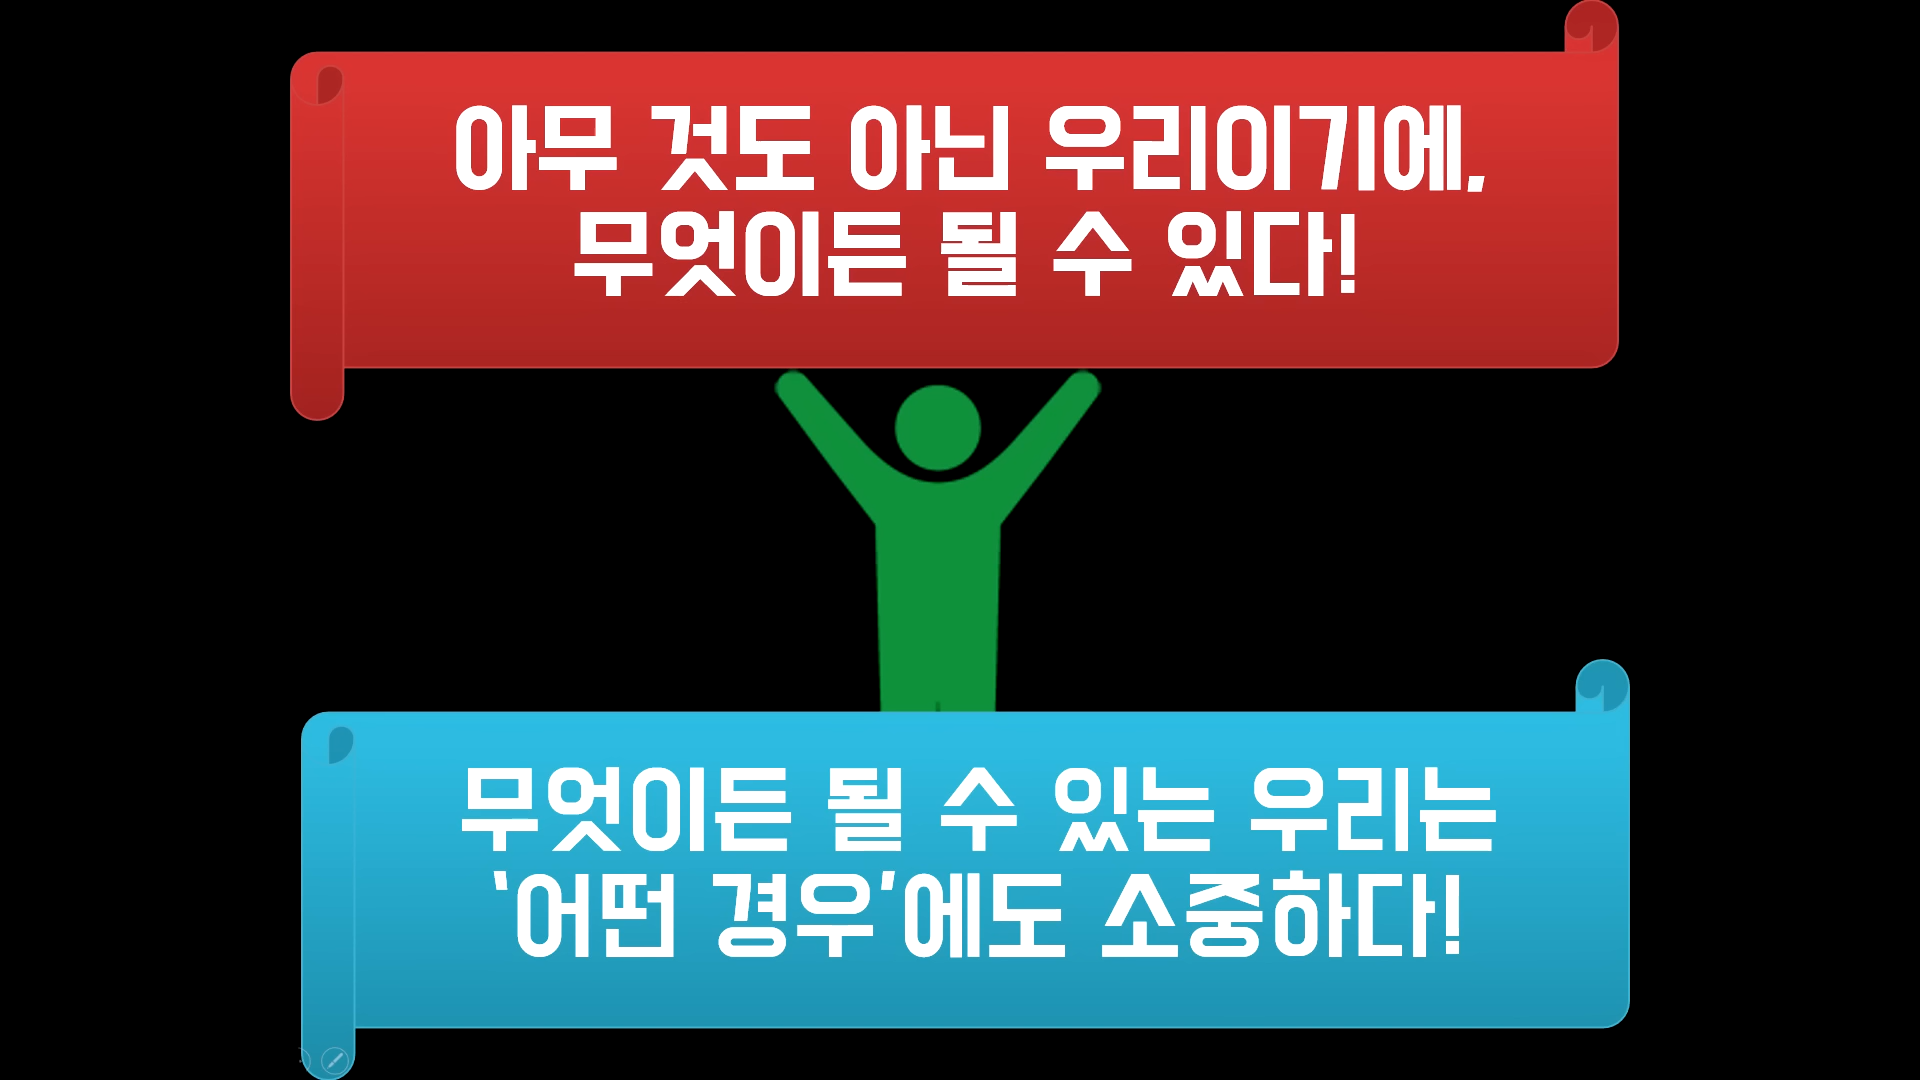 아무 것도 아닌 우리이기에,
무엇이든 될 수 있다!
무엇이든 될 수 있는 우리는
‘어떤 경우’에도 소중하다!